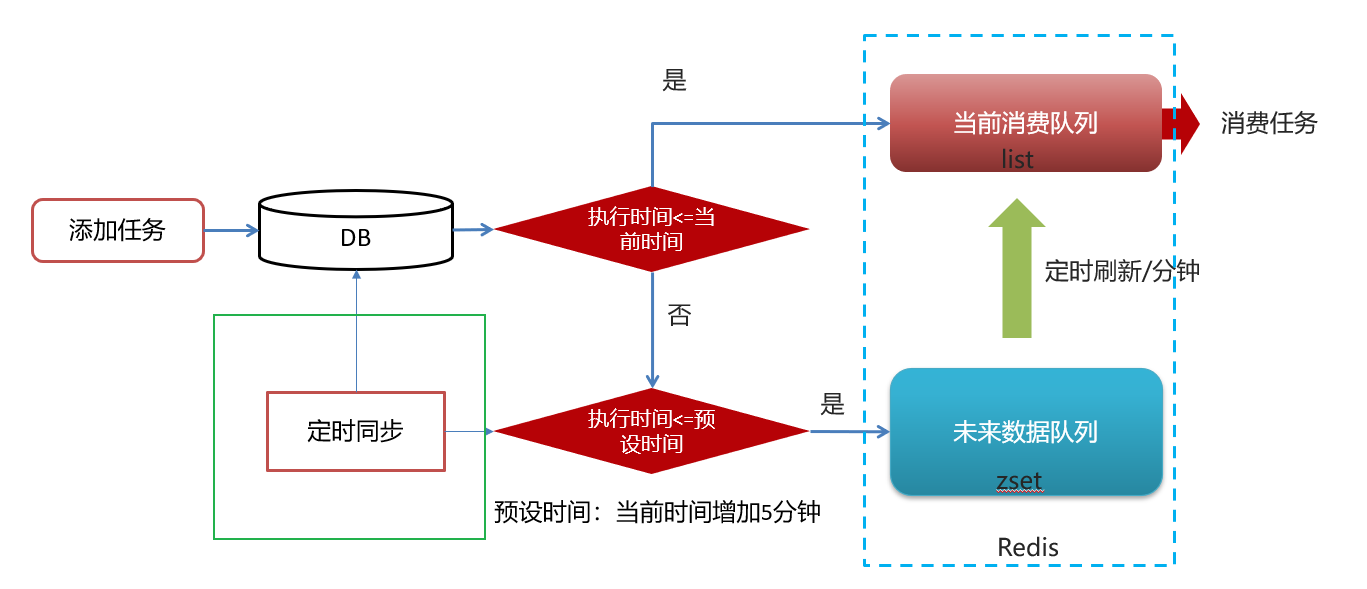 是
当前消费队列
list
消费任务
添加任务
DB
执行时间<=当
前时间
定时刷新/分钟
否
定时同步
执行时间<=预
设时间
是
未来数据队列
zset
预设时间：当前时间增加5分钟
Redis